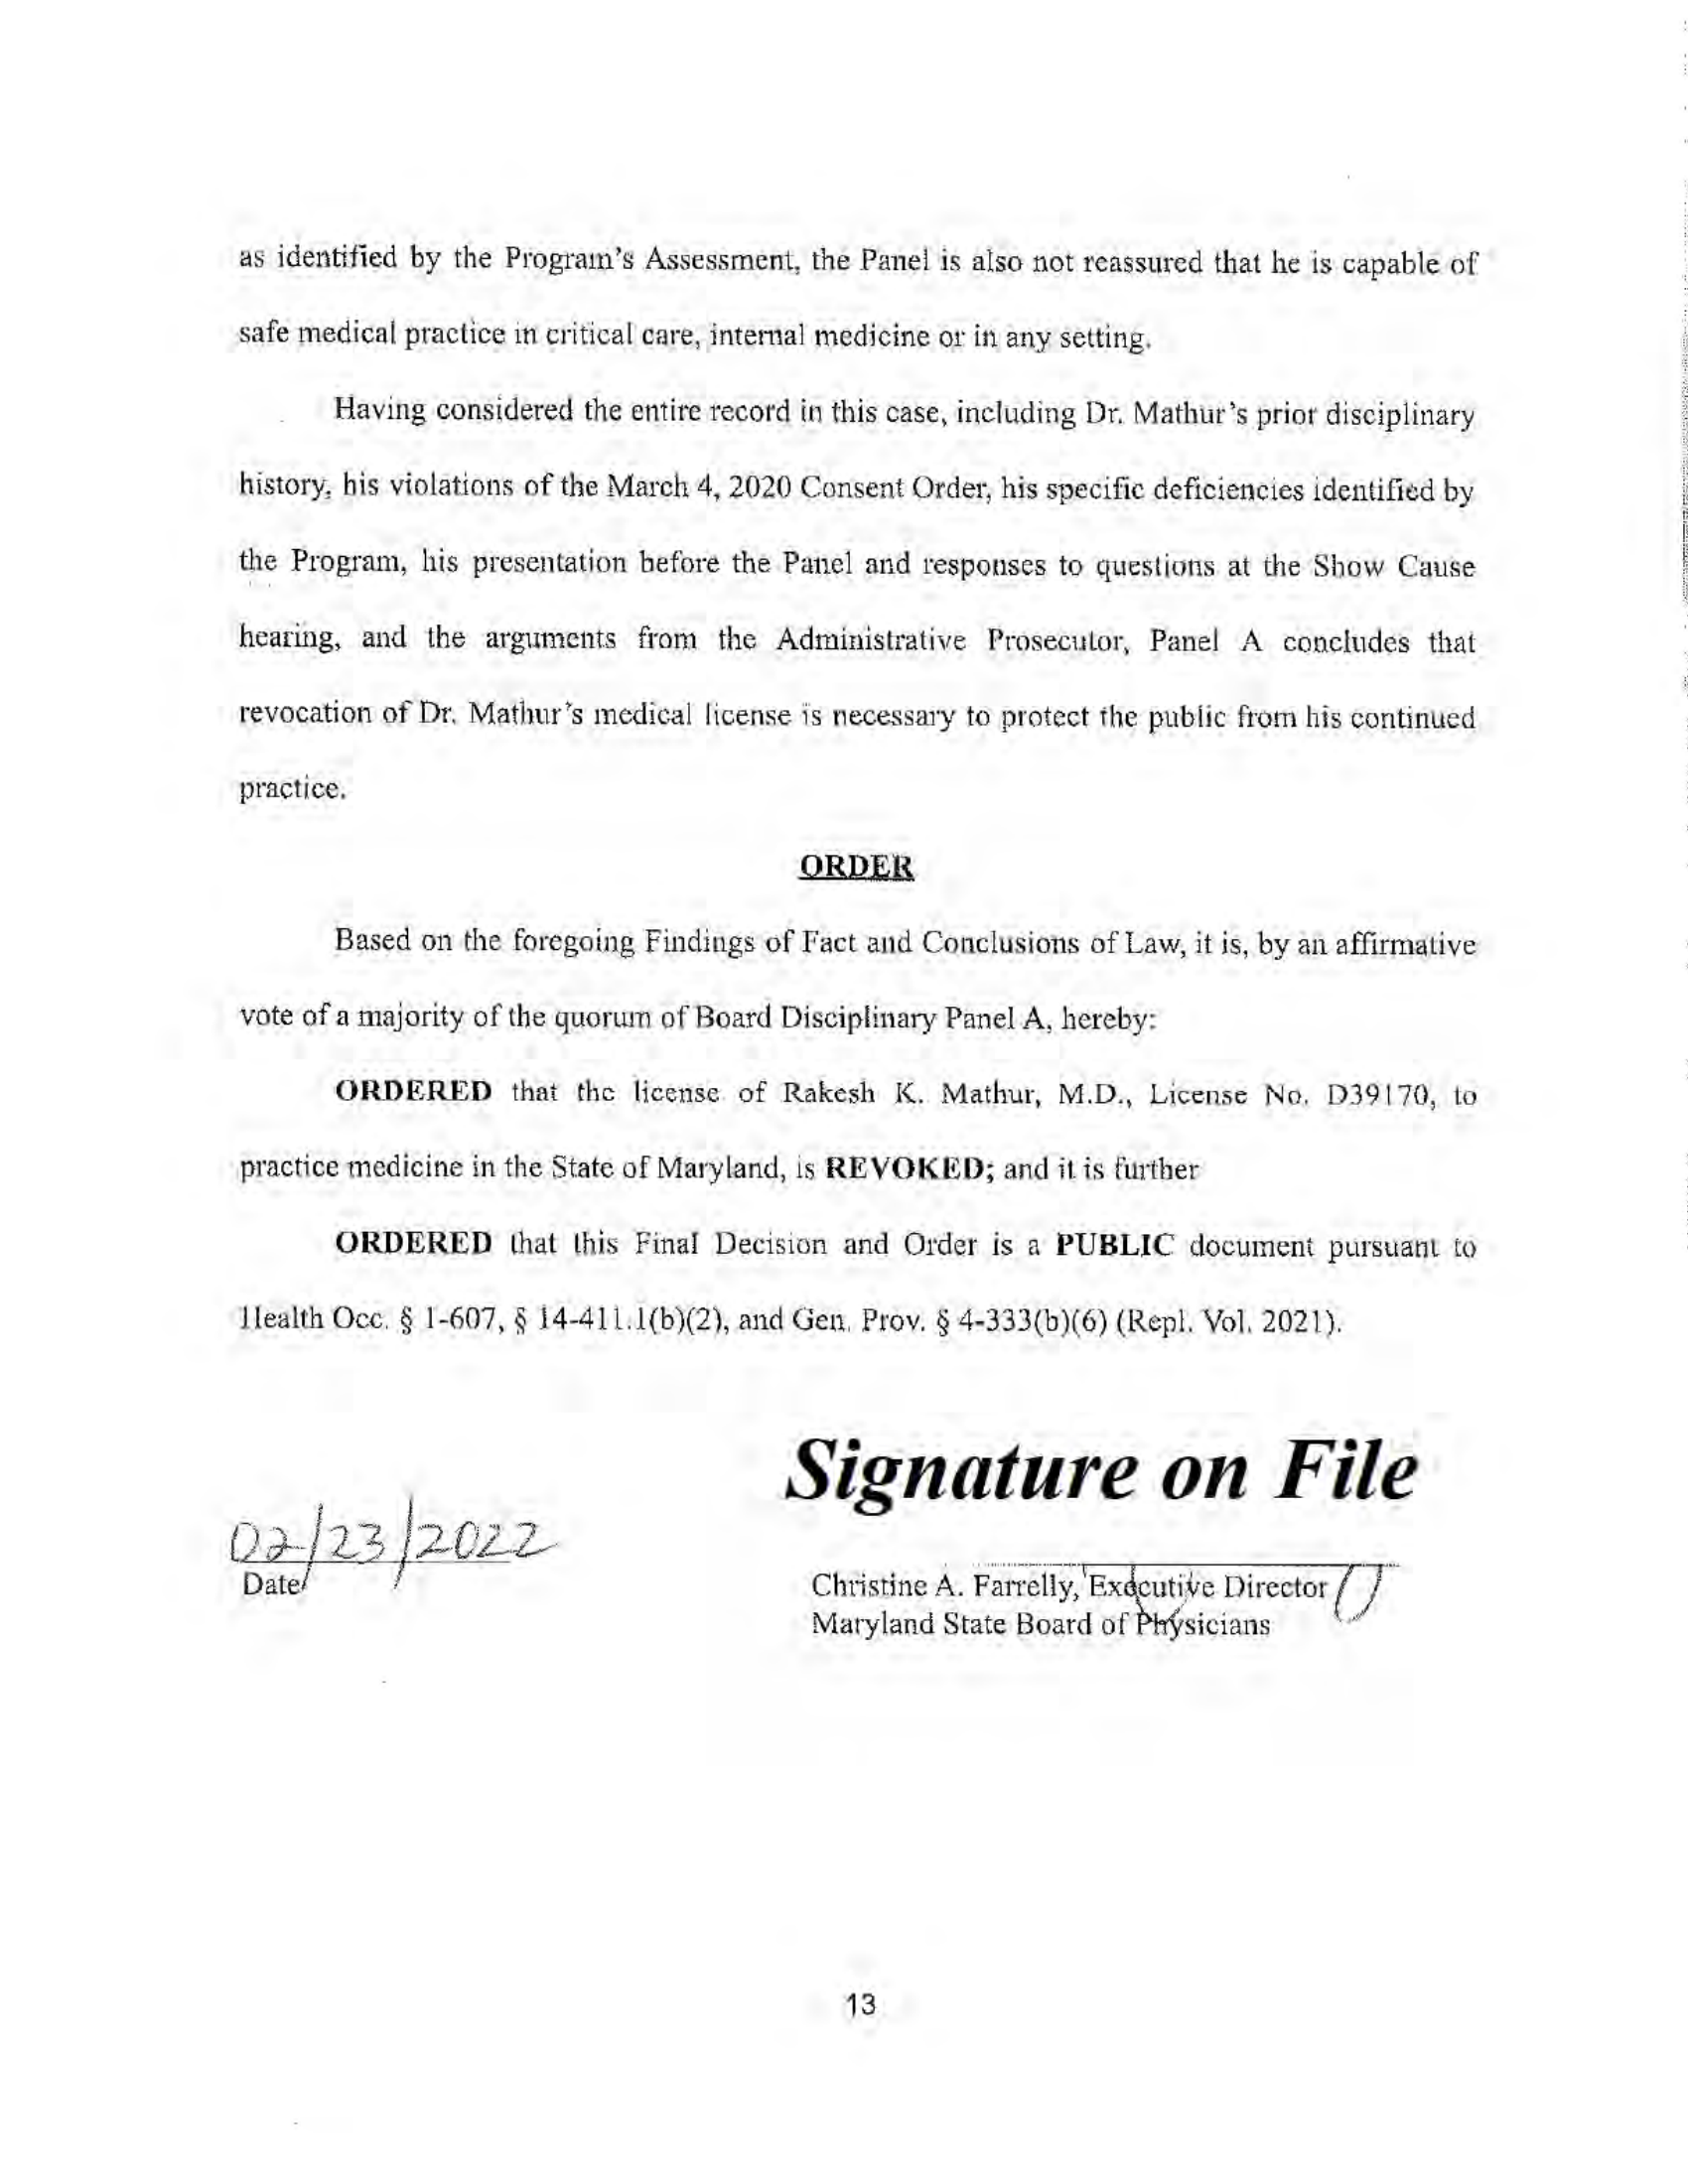 as identified by the Program's Assessment, the Panel is also not reassured that he is capable of
safe medical practice in critical care, internal medicine or in any setting.
Having considered the entire record in this case, including Dr. Mathur's prior disciplinary
history, his violations of the March 4, 2020 Consent Order, his specific deficiencies identified by
the Program, his presentation before the Panel and responses to questions at the Show Cause
hearing, and the arguments from the Administrative Prosecutor, Panel A concludes that
revocation of Dr. Mathur's medical license is necessary to protect the public from his continued
practice.
ORDER
Based on the foregoing Findings of Fact and Conclusions of Law, it is, by an affirmative
vote of a majority of the quorum of Board Disciplinary Panel A, hereby:
ORDERED that the license of Rakesh K. Mathur, M.D., License No. D39170, to
practice medicine in the State of Maryland, is REVOKED; and it is further
ORDERED that this Final Decision and Order is a PUBLIC document pursuant to
Health Occ. § 1-607, § 14-411.1(b)(2), and Gen. Prov. § 4-333(b)(6) (Repl. Vol. 2021).
Signature on File
02/23/2022
Date
Christine A. Farrelly, Executive Director
Maryland State Board of Physicians
13